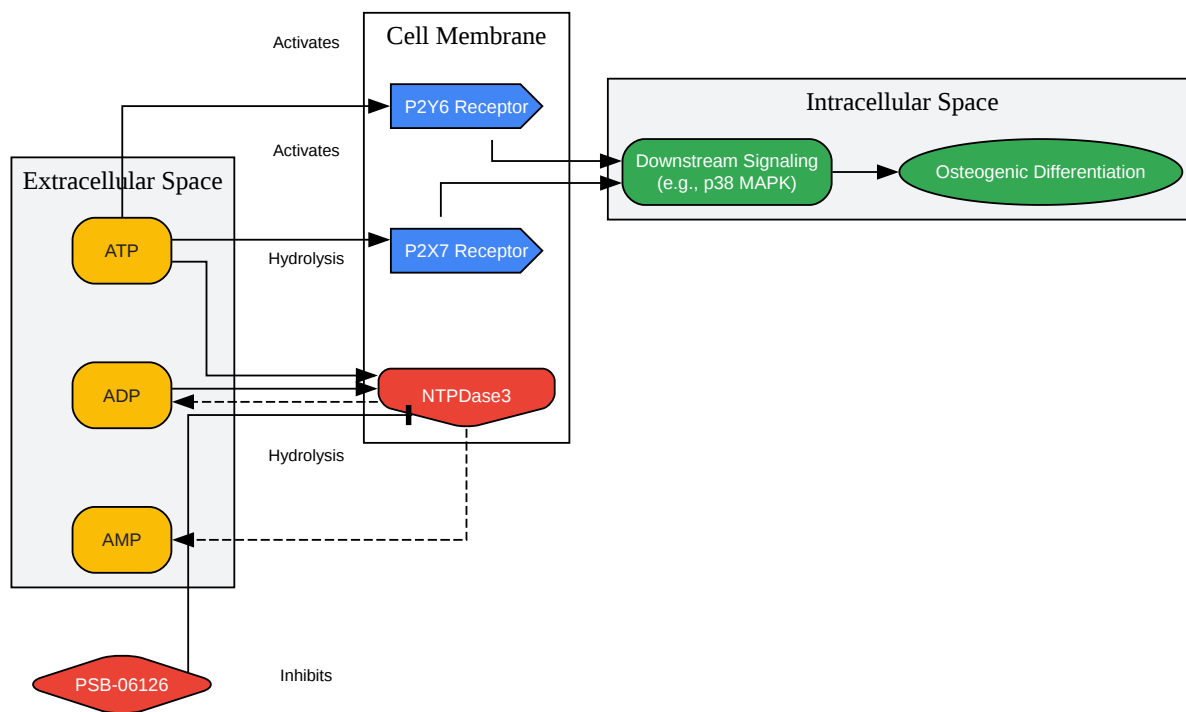 Activates
Cell Membrane
P2Y6 Receptor
Intracellular Space
Activates
Downstream Signaling
(e.g., p38 MAPK)
Osteogenic Differentiation
Extracellular Space
ATP
P2X7 Receptor
Hydrolysis
ADP
NTPDase3
Hydrolysis
AMP
PSB-06126
Inhibits